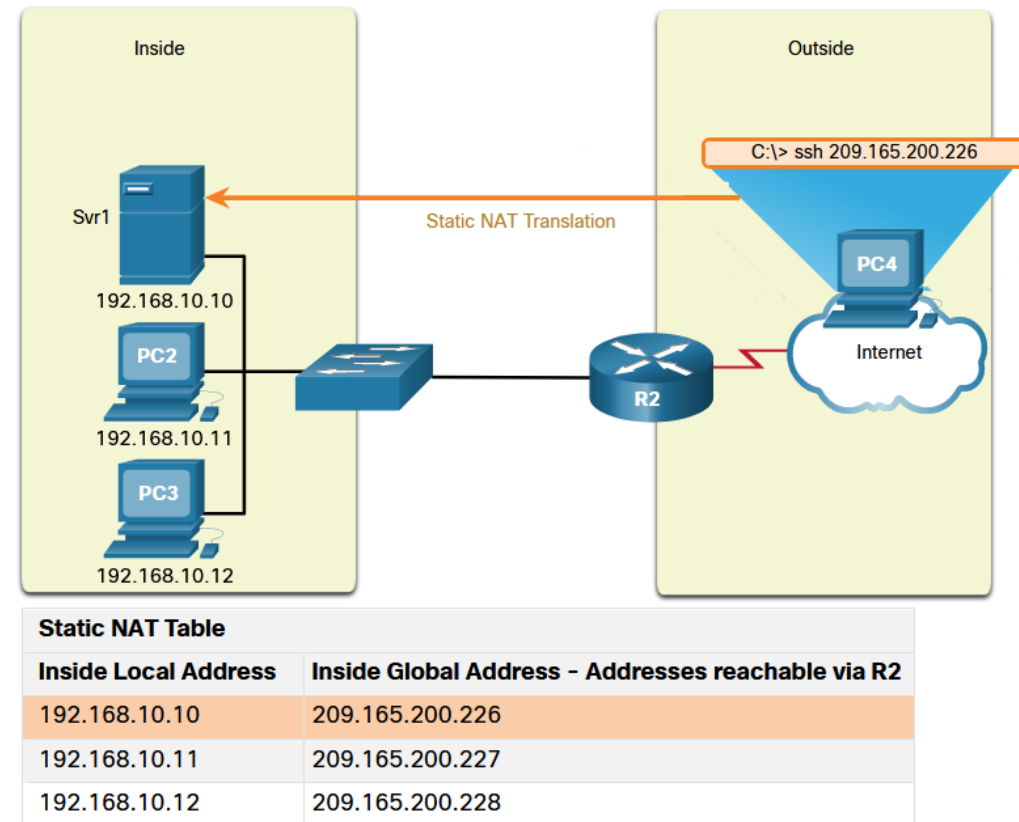 Inside
Outside
C:\> ssh 209.165.200.226
Svr1
Static NAT Translation
PC4
192.168.10.10
PC2
Internet
R2
192.168.10.11
PC3
192.168.10.12
Static NAT Table
Inside Local Address
Inside Global Address – Addresses reachable via R2
192.168.10.10
209.165.200.226
192.168.10.11
209.165.200.227
192.168.10.12
209.165.200.228